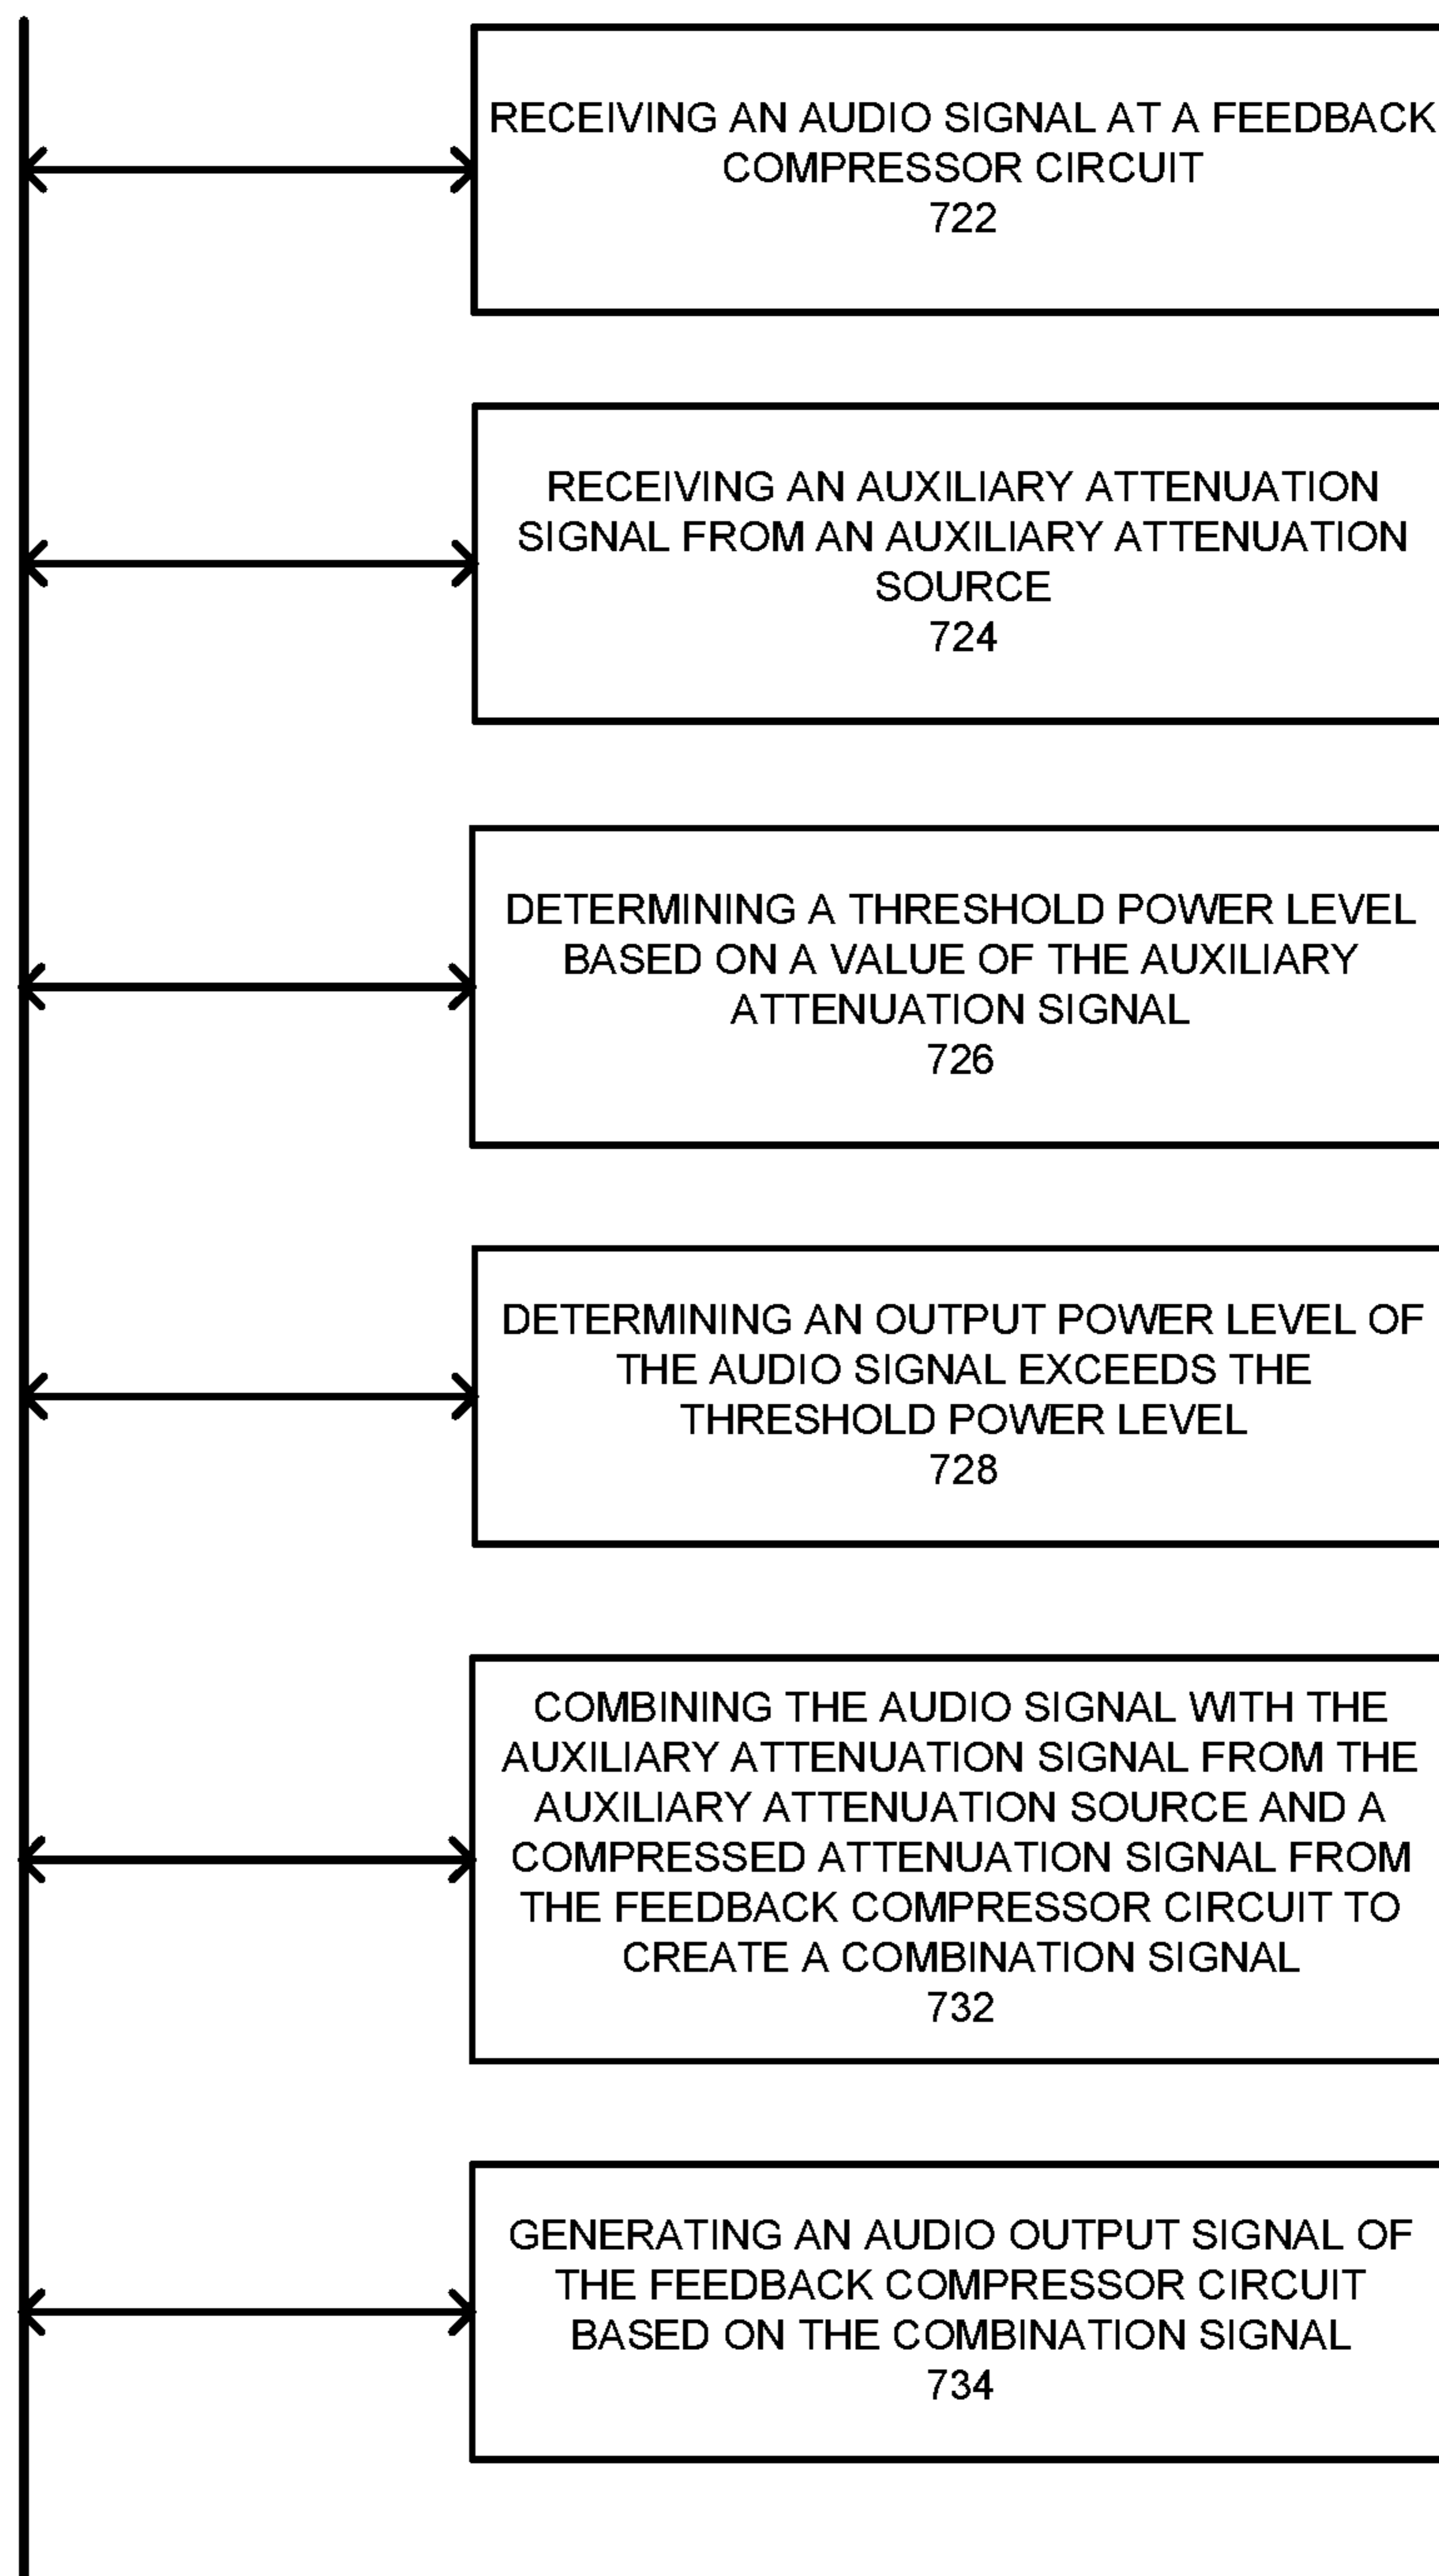 RECEIVING AN AUDIO SIGNAL AT A FEEDBACK
COMPRESSOR CIRCUIT
722
RECEIVING AN AUXILIARY ATTENUATION
SIGNAL FROM AN AUXILIARY ATTENUATION
SOURCE
724
DETERMINING A THRESHOLD POWER LEVEL
BASED ON A VALUE OF THE AUXILIARY
ATTENUATION SIGNAL
726
DETERMINING AN OUTPUT POWER LEVEL OF
THE AUDIO SIGNAL EXCEEDS THE
THRESHOLD POWER LEVEL
728
COMBINING THE AUDIO SIGNAL WITH THE
AUXILIARY ATTENUATION SIGNAL FROM THE
AUXILIARY ATTENUATION SOURCE AND A
COMPRESSED ATTENUATION SIGNAL FROM
THE FEEDBACK COMPRESSOR CIRCUIT TO
CREATE A COMBINATION SIGNAL
732
GENERATING AN AUDIO OUTPUT SIGNAL OF
THE FEEDBACK COMPRESSOR CIRCUIT
BASED ON THE COMBINATION SIGNAL
734